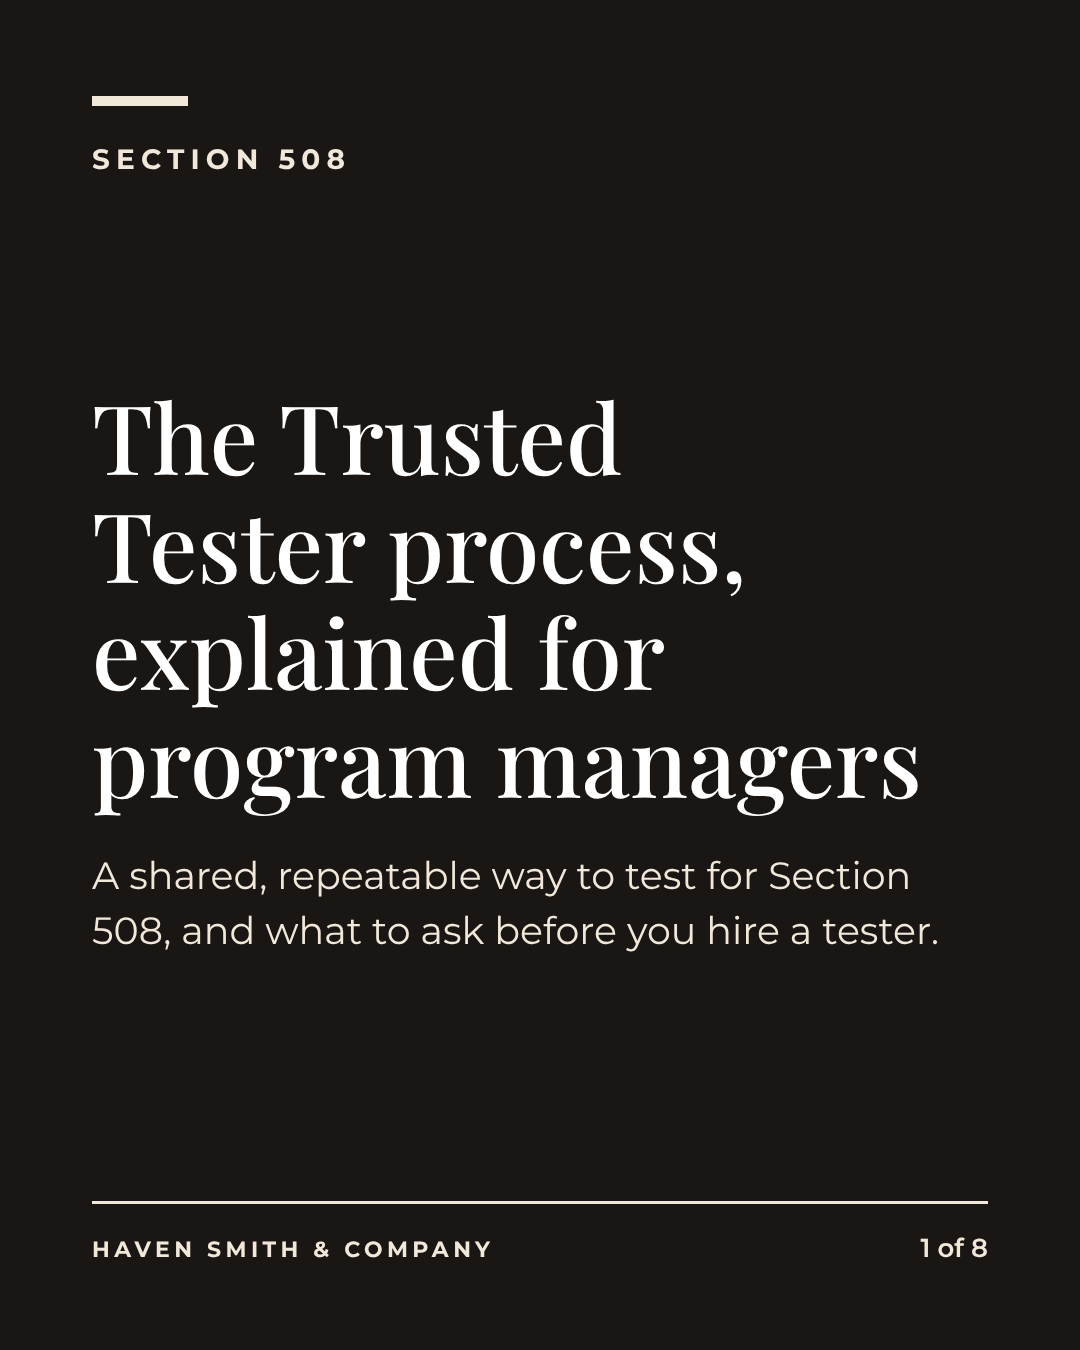 SECTION 508
The Trusted
Tester process,
explained for
program managers
A shared, repeatable way to test for Section
508, and what to ask before you hire a tester.
HAVEN SMITH & COMPANY
1 of 8